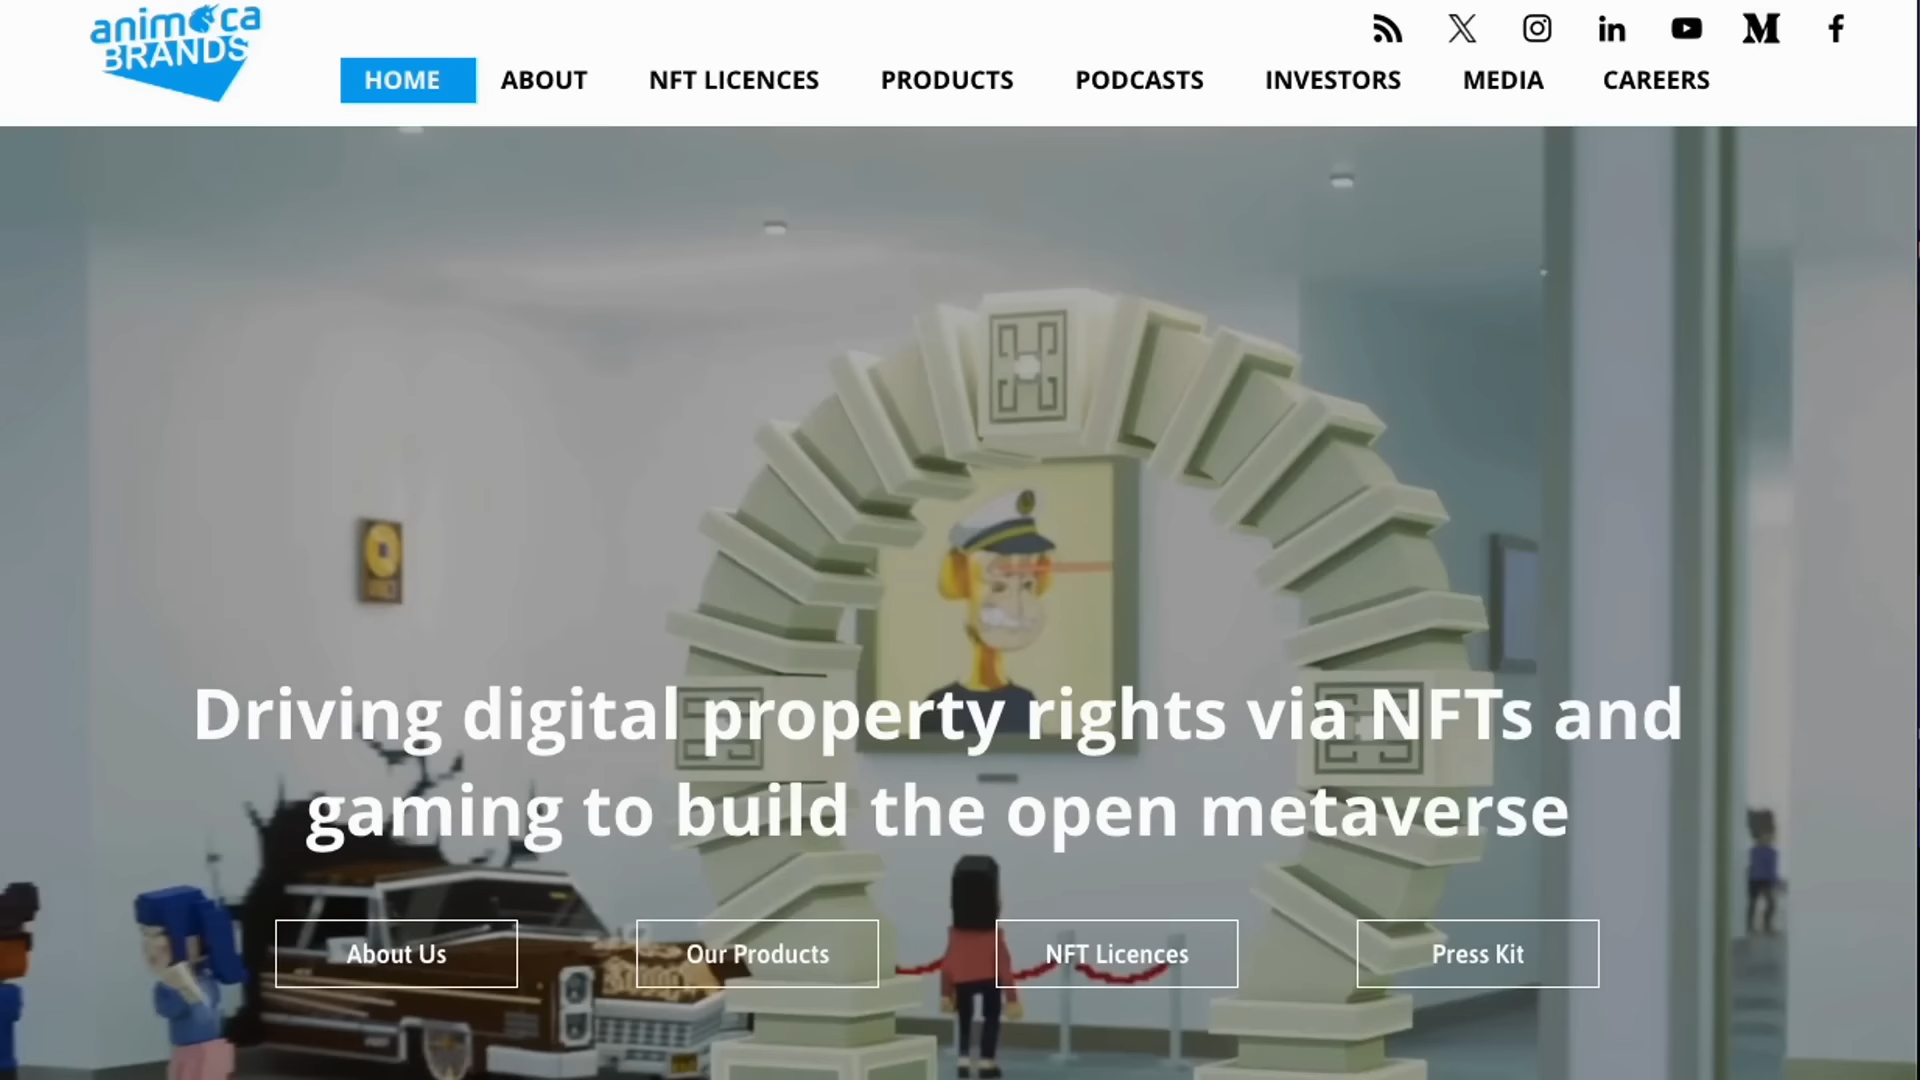 animoca
BRANDS
HOME ABOUT NFT LICENCES PRODUCTS PODCASTS INVESTORS MEDIA CAREERS
Driving digital property rights via NFTs and
gaming to build the open metaverse
About Us Our Products NFT Licences Press Kit